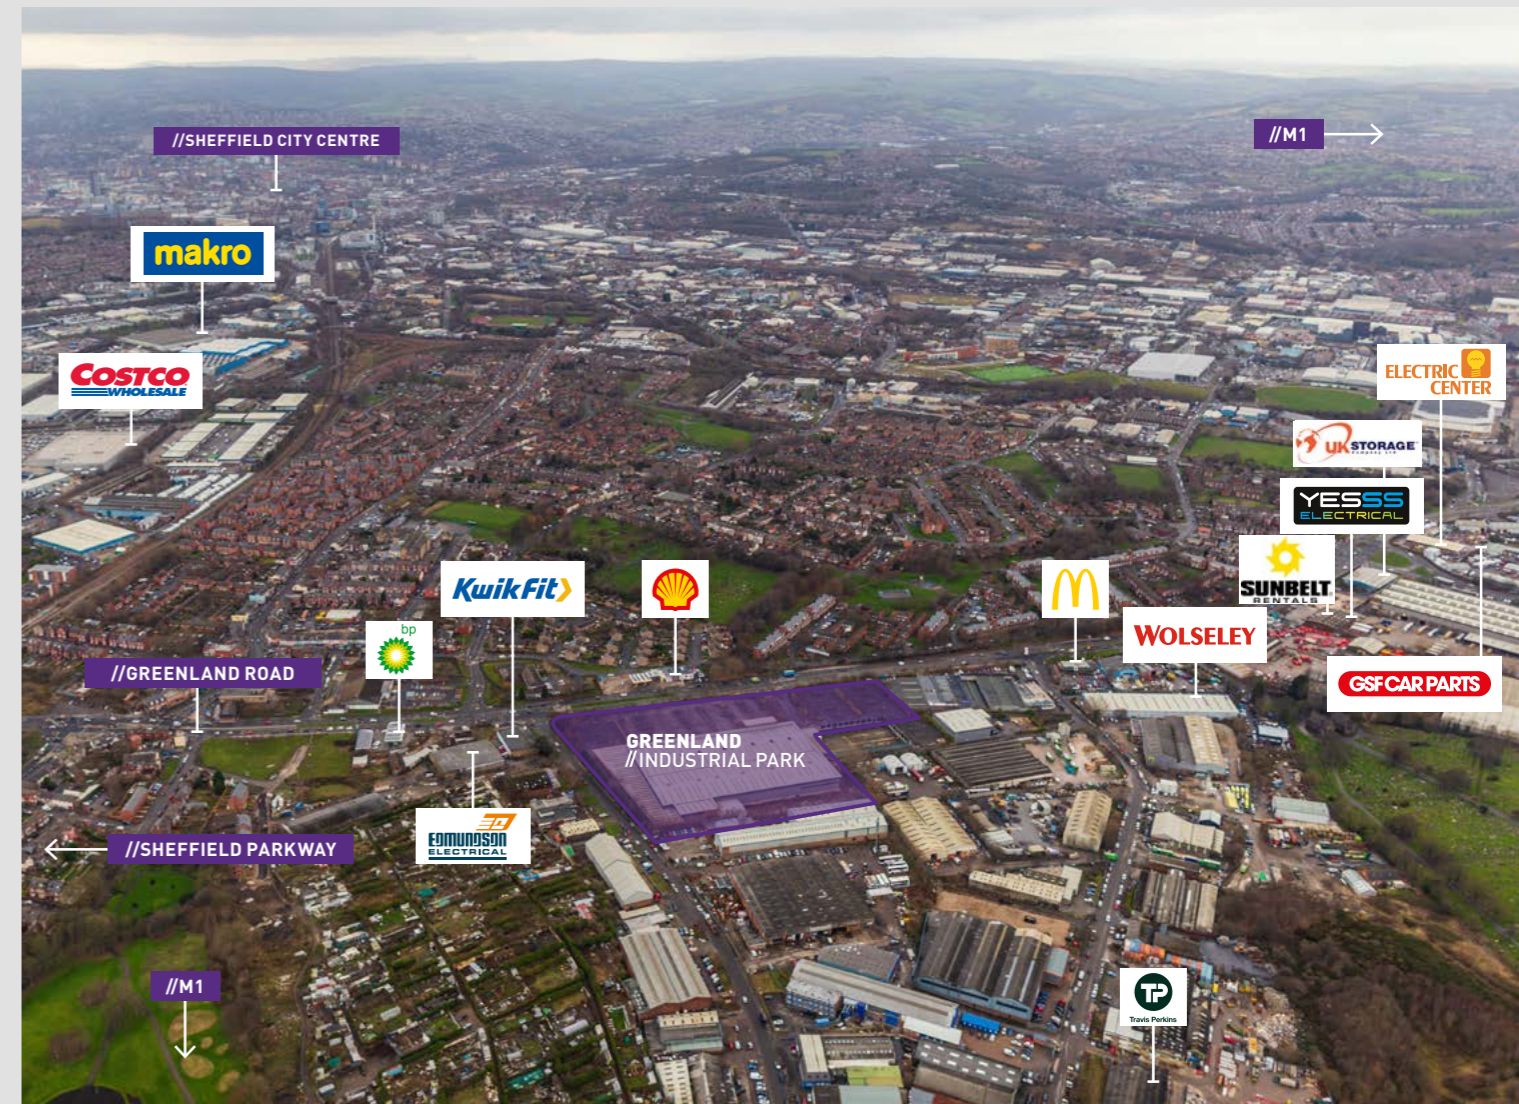 //SHEFFIELD CITY CENTRE
//M1
makro
COSTCO
WHOLESALE
ELECTRIC
CENTER
UK STORAGE
YESSS
ELECTRICAL
SUNBELT
RENTALS
KwikFit
bp
WOLSELEY
//GREENLAND ROAD
GSF CAR PARTS
GREENLAND
//INDUSTRIAL PARK
EDMUNDSON
ELECTRICAL
//SHEFFIELD PARKWAY
//M1
TP
Travis Perkins